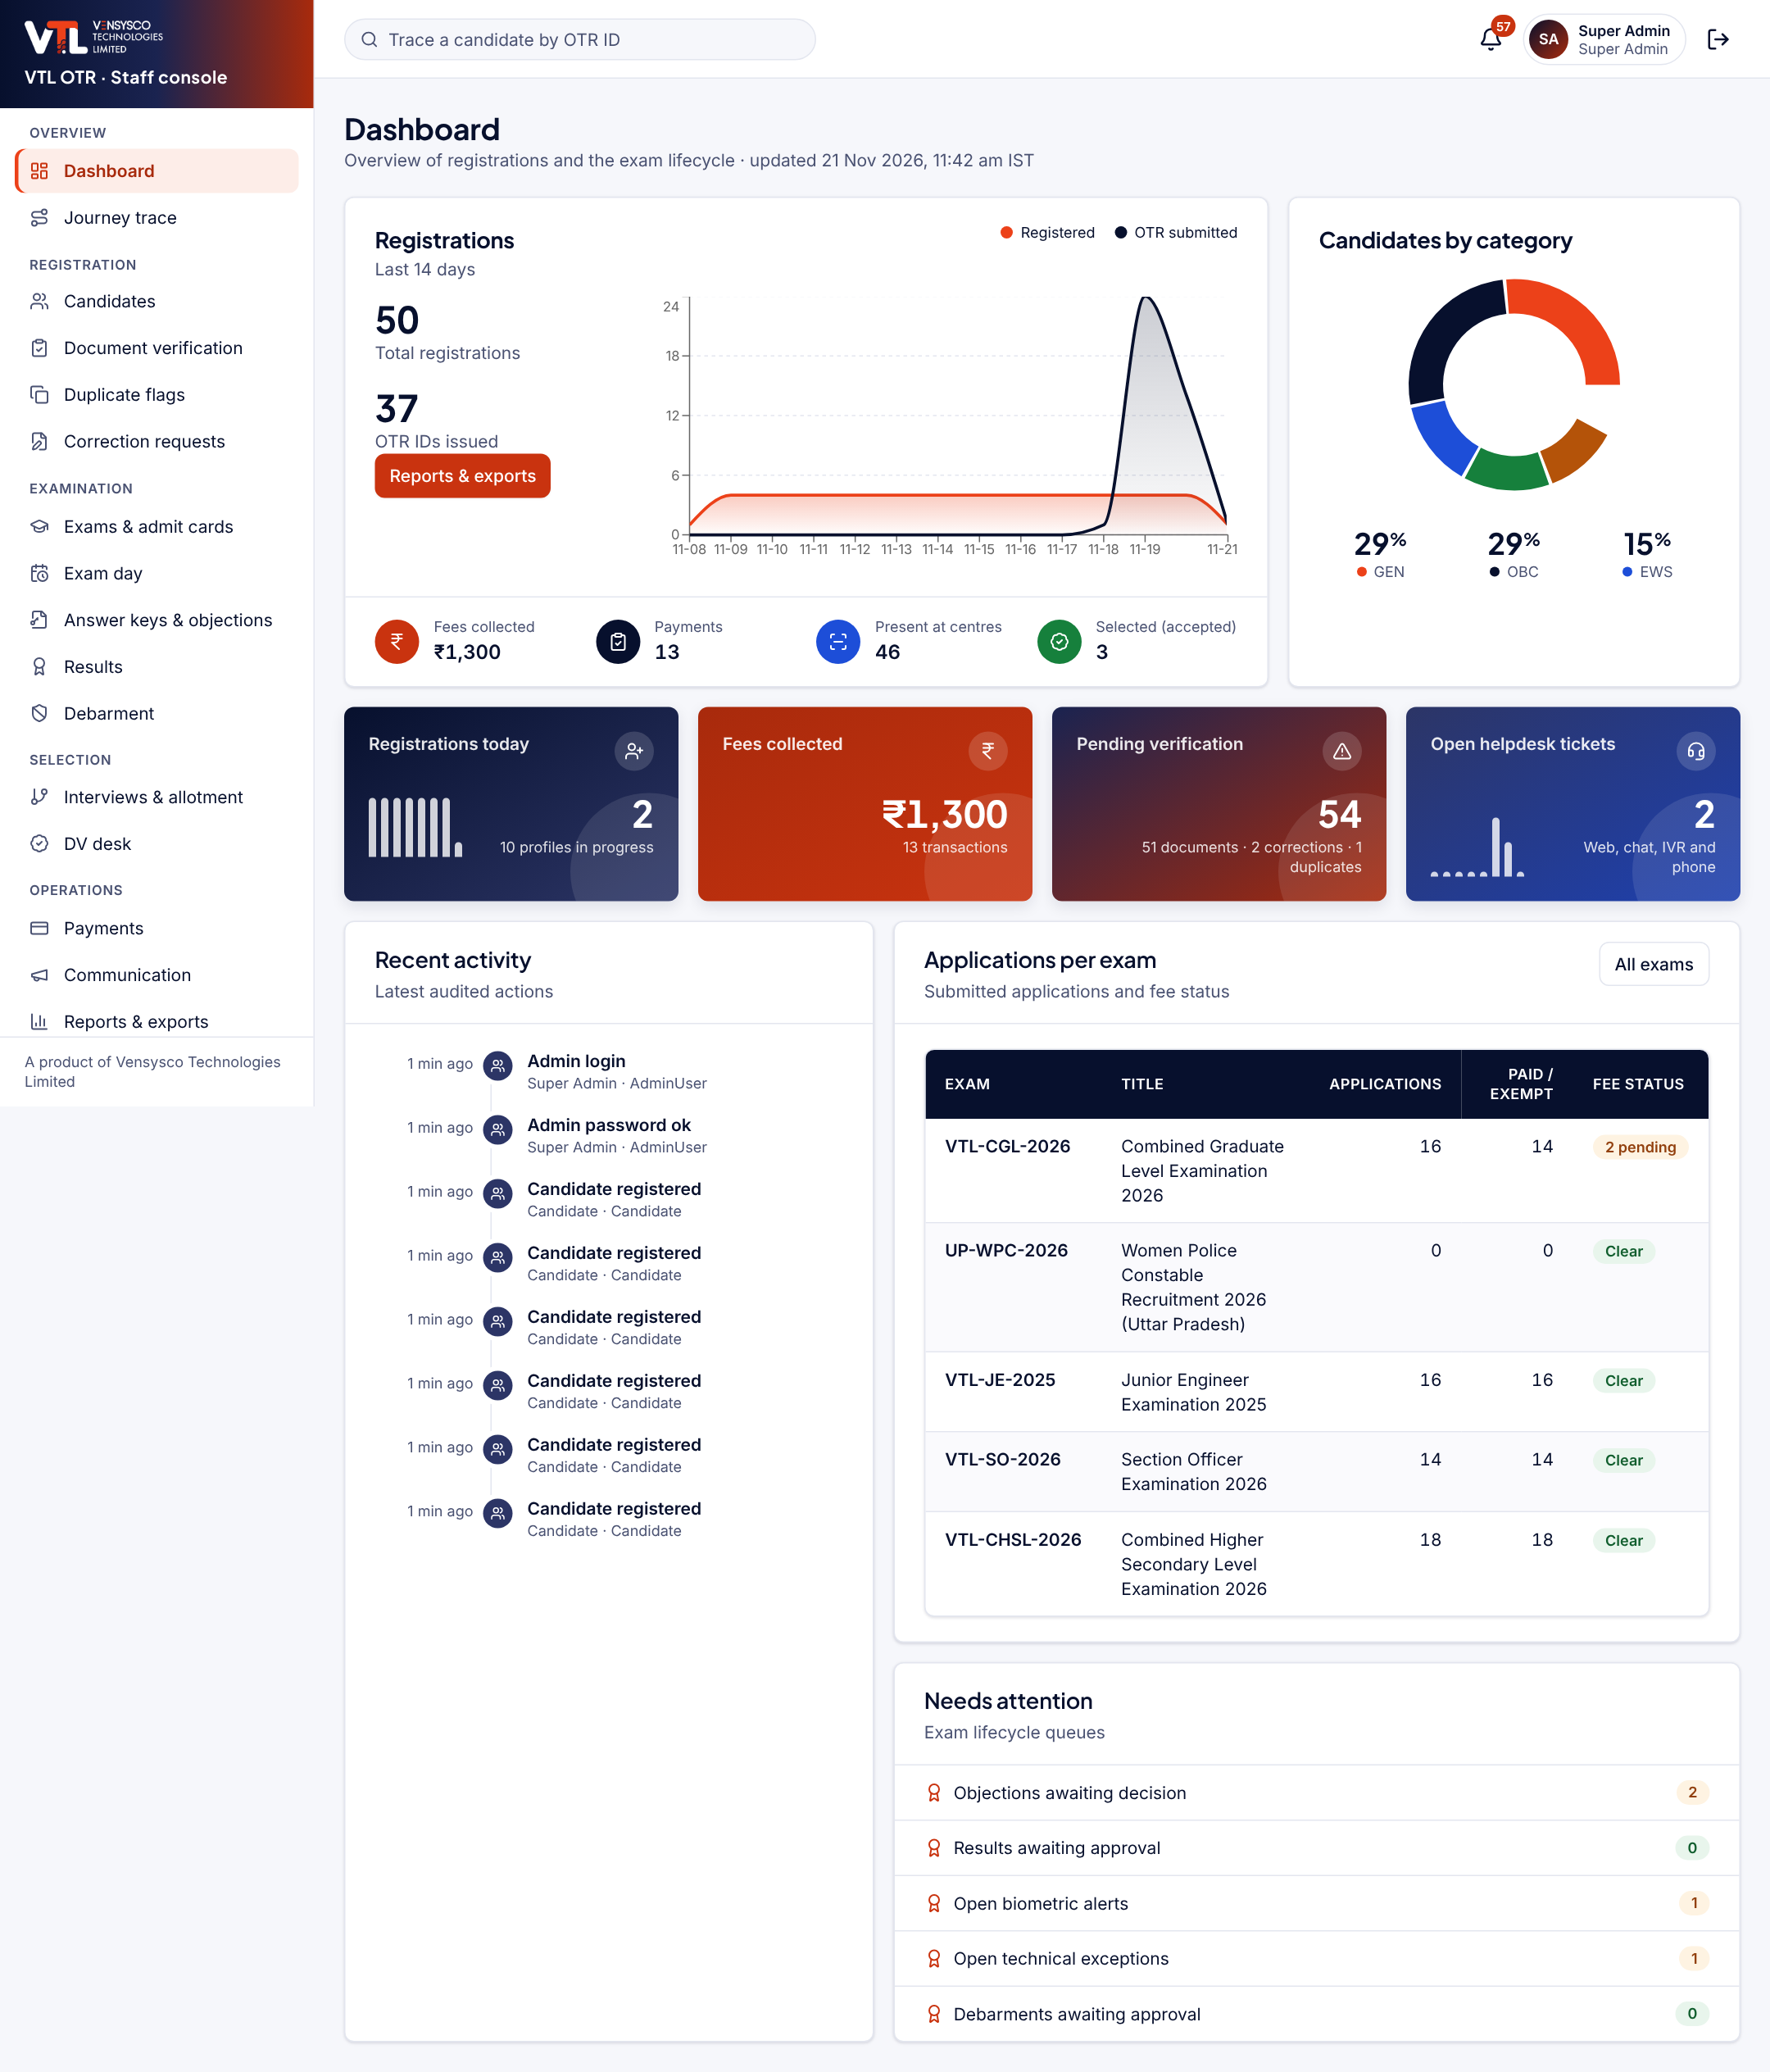 VTL VENSYSCO
TECHNOLOGIES
LIMITED
VTL OTR · Staff console
OVERVIEW
Dashboard
Journey trace
REGISTRATION
Candidates
Document verification
Duplicate flags
Correction requests
EXAMINATION
Exams & admit cards
Exam day
Answer keys & objections
Results
Debarment
SELECTION
Interviews & allotment
DV desk
OPERATIONS
Payments
Communication
Reports & exports
A product of Vensysco Technologies
Limited
Trace a candidate by OTR ID
57
SA
Super Admin
Super Admin
Dashboard
Overview of registrations and the exam lifecycle · updated 21 Nov 2026, 11:42 am IST
Registrations
Last 14 days
Registered
OTR submitted
50
Total registrations
37
OTR IDs issued
Reports & exports
24
18
12
6
0
11-08 11-09 11-10 11-11 11-12 11-13 11-14 11-15 11-16 11-17 11-18 11-19 11-21
Fees collected
₹1,300
Payments
13
Present at centres
46
Selected (accepted)
3
Candidates by category
29%
GEN
29%
OBC
15%
EWS
Registrations today
2
10 profiles in progress
Fees collected
₹1,300
13 transactions
Pending verification
54
51 documents · 2 corrections · 1
duplicates
Open helpdesk tickets
2
Web, chat, IVR and
phone
Recent activity
Latest audited actions
1 min ago Admin login
Super Admin · AdminUser
1 min ago Admin password ok
Super Admin · AdminUser
1 min ago Candidate registered
Candidate · Candidate
1 min ago Candidate registered
Candidate · Candidate
1 min ago Candidate registered
Candidate · Candidate
1 min ago Candidate registered
Candidate · Candidate
1 min ago Candidate registered
Candidate · Candidate
1 min ago Candidate registered
Candidate · Candidate
Applications per exam
Submitted applications and fee status
All exams
EXAM TITLE APPLICATIONS PAID /
EXEMPT FEE STATUS
VTL-CGL-2026 Combined Graduate 16 14 2 pending
Level Examination
2026
UP-WPC-2026 Women Police 0 0 Clear
Constable
Recruitment 2026
(Uttar Pradesh)
VTL-JE-2025 Junior Engineer 16 16 Clear
Examination 2025
VTL-SO-2026 Section Officer 14 14 Clear
Examination 2026
VTL-CHSL-2026 Combined Higher 18 18 Clear
Secondary Level
Examination 2026
Needs attention
Exam lifecycle queues
Objections awaiting decision 2
Results awaiting approval 0
Open biometric alerts 1
Open technical exceptions 1
Debarments awaiting approval 0